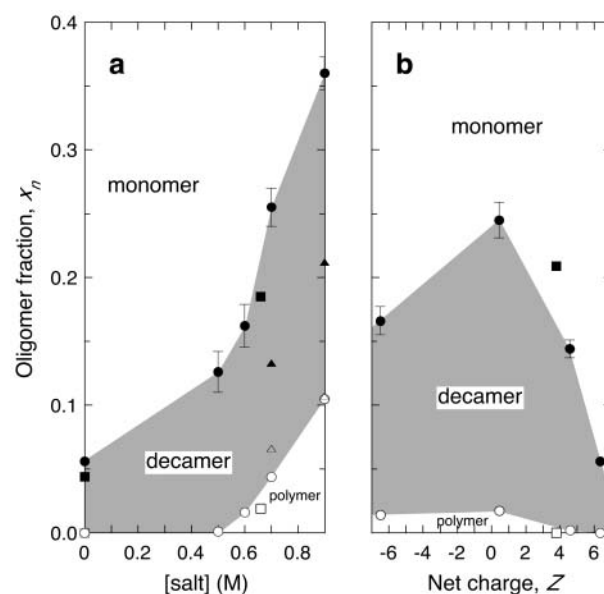 0.4
0.3
0.2
0.1
0.0
Oligomer fraction, xn
a
monomer
decamer
polymer
0 0.2 0.4 0.6 0.8
[salt] (M)
b
monomer
decamer
polymer
-6 -4 -2 0 2 4 6
Net charge, Z